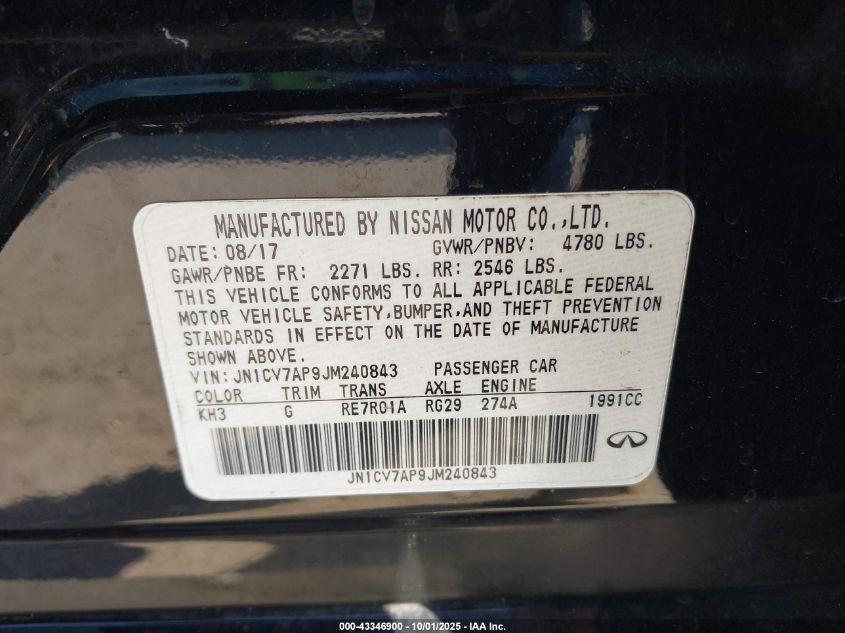 MANUFACTURED BY NISSAN MOTOR CO.,LTD.
DATE: 08/17 GVWR/PNBV: 4780 LBS.
GAWR/PNBE FR: 2271 LBS. RR: 2546 LBS.
THIS VEHICLE CONFORMS TO ALL APPLICABLE FEDERAL
MOTOR VEHICLE SAFETY,BUMPER,AND THEFT PREVENTION
STANDARDS IN EFFECT ON THE DATE OF MANUFACTURE
SHOWN ABOVE.
VIN: JN1CV7AP9JM240843 PASSENGER CAR
COLOR TRIM TRANS AXLE ENGINE
KH3 G RE7R01A RG29 274A 1991CC
JN1CV7AP9JM240843
000-43346900 - 10/01/2025 - IAA Inc.